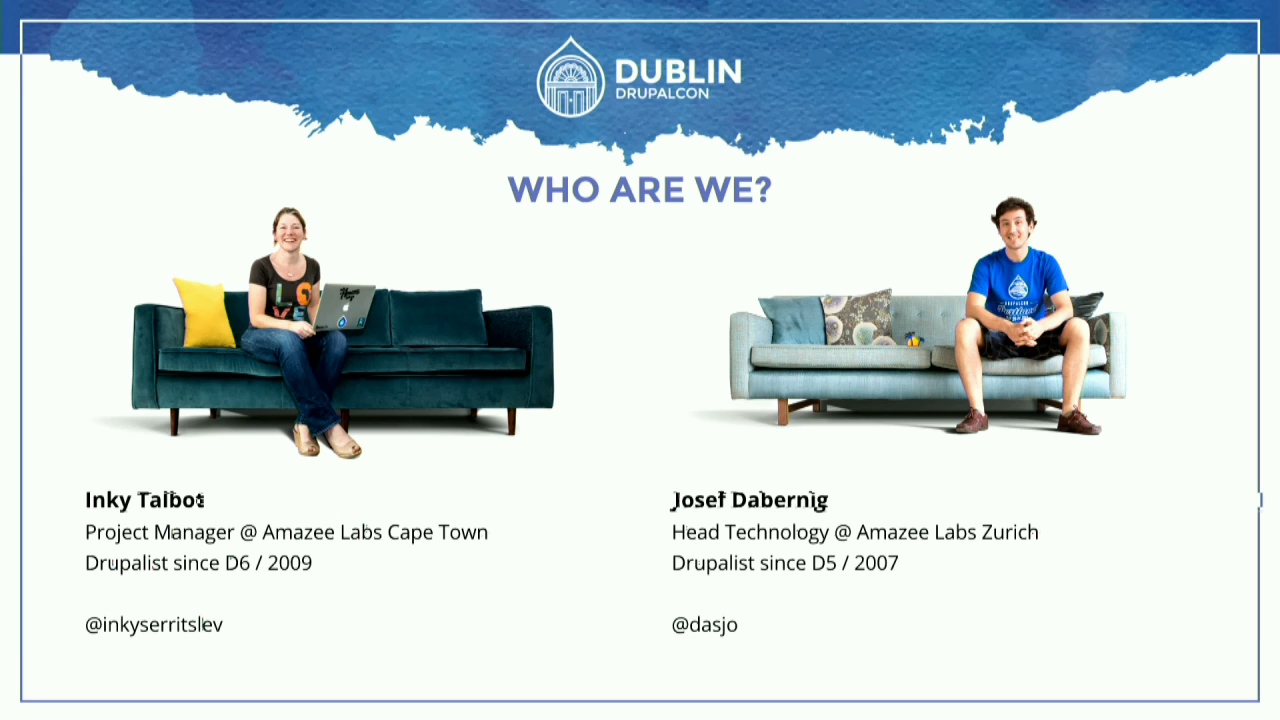 DUBLIN
DRUPALCON
WHO ARE WE?
Inky Talbot
Project Manager @ Amazee Labs Cape Town
Drupalist since D6 / 2009
@inkyserritslev
Josef Dabernig
Head Technology @ Amazee Labs Zurich
Drupalist since D5 / 2007
@dasjo